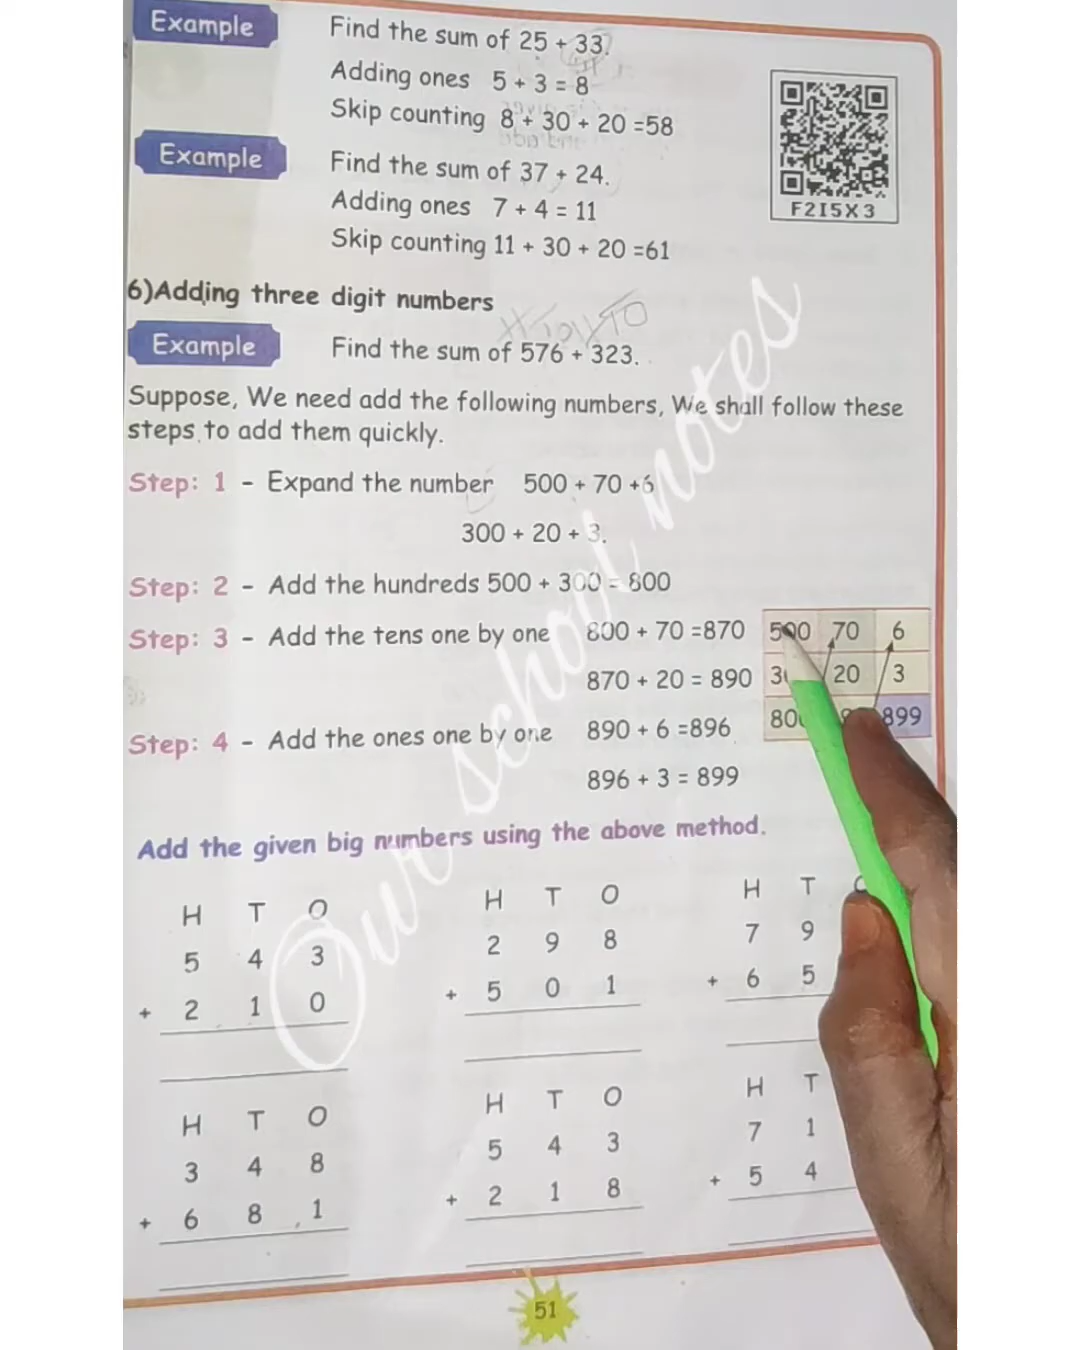 Example
Find the sum of 25 + 33.
Adding ones 5 + 3 = 8
Skip counting 8 + 30 + 20 =58
F2I5X3
Example
Find the sum of 37 + 24.
Adding ones 7 + 4 = 11
Skip counting 11 + 30 + 20 =61
6)Adding three digit numbers
Example
Find the sum of 576 + 323.
Suppose, We need add the following numbers, We shall follow these
steps to add them quickly.
Step: 1 - Expand the number 500 + 70 +6
300 + 20 + 3.
Step: 2 - Add the hundreds 500 + 300 = 800
Step: 3 - Add the tens one by one 800 + 70 =870
870 + 20 = 890
500 70 6
20 3
899
Step: 4 - Add the ones one by one 890 + 6 =896
896 + 3 = 899
Add the given big numbers using the above method.
H T O
5 4 3
+ 2 1 0
H T O
2 9 8
+ 5 0 1
H T
7 9
+ 6 5
H T O
3 4 8
+ 6 8 1
H T O
5 4 3
+ 2 1 8
H T
7 1
+ 5 4
51
Our school notes